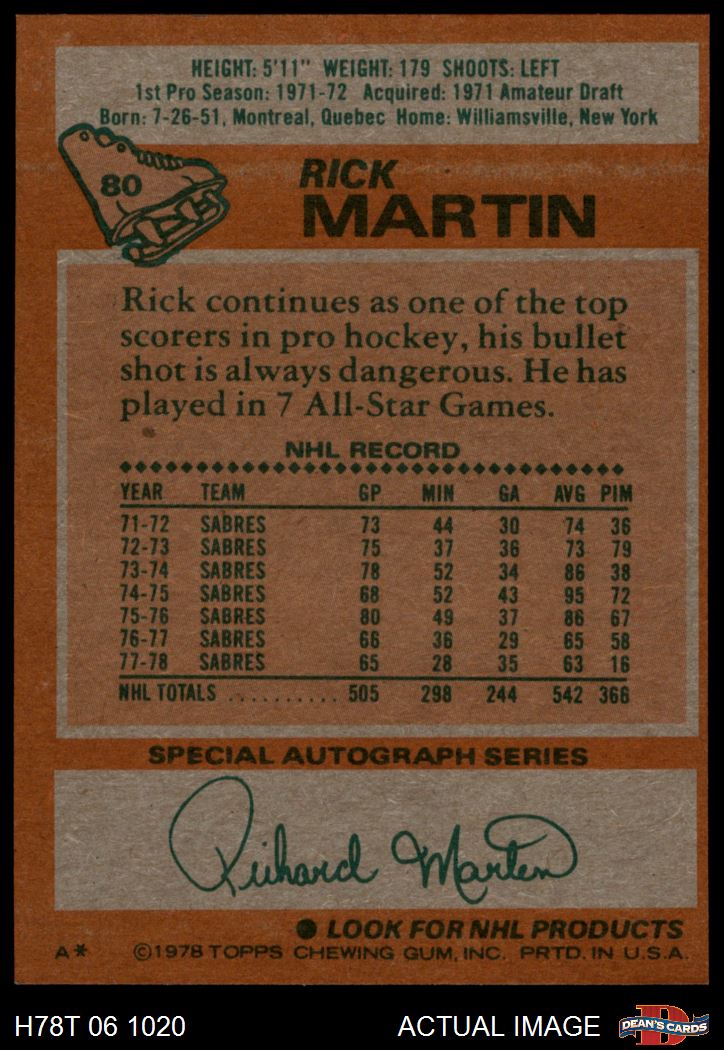 HEIGHT: 5'11" WEIGHT: 179 SHOOTS: LEFT
1st Pro Season: 1971-72 Acquired: 1971 Amateur Draft
Born: 7-26-51, Montreal, Quebec Home: Williamsville, New York
80
RICK
MARTIN
Rick continues as one of the top
scorers in pro hockey, his bullet
shot is always dangerous. He has
played in 7 All-Star Games.
NHL RECORD
YEAR TEAM GP MIN GA AVG PIM
71-72 SABRES 73 44 30 74 36
72-73 SABRES 75 37 36 73 79
73-74 SABRES 78 52 34 86 38
74-75 SABRES 68 52 43 95 72
75-76 SABRES 80 49 37 86 67
76-77 SABRES 66 36 29 65 58
77-78 SABRES 65 28 35 63 16
NHL TOTALS .......... 505 298 244 542 366
SPECIAL AUTOGRAPH SERIES
Richard Martin
● LOOK FOR NHL PRODUCTS
A* ©1978 TOPPS CHEWING GUM, INC. PRTD. IN U.S.A.
H78T 06 1020 ACTUAL IMAGE D DEAN'S CARDS